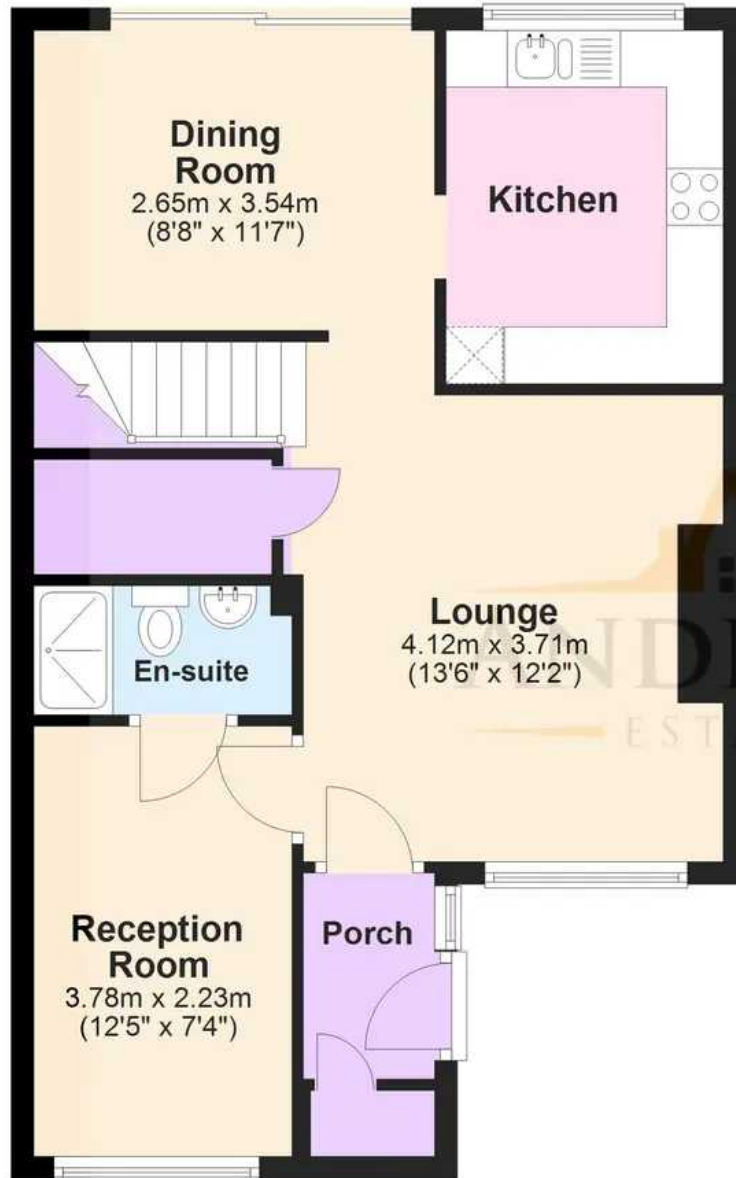 Dining
Room
2.65m x 3.54m
(8'8" x 11'7")
Kitchen
Lounge
4.12m x 3.71m
(13'6" x 12'2")
En-suite
Reception
Room
3.78m x 2.23m
(12'5" x 7'4")
Porch